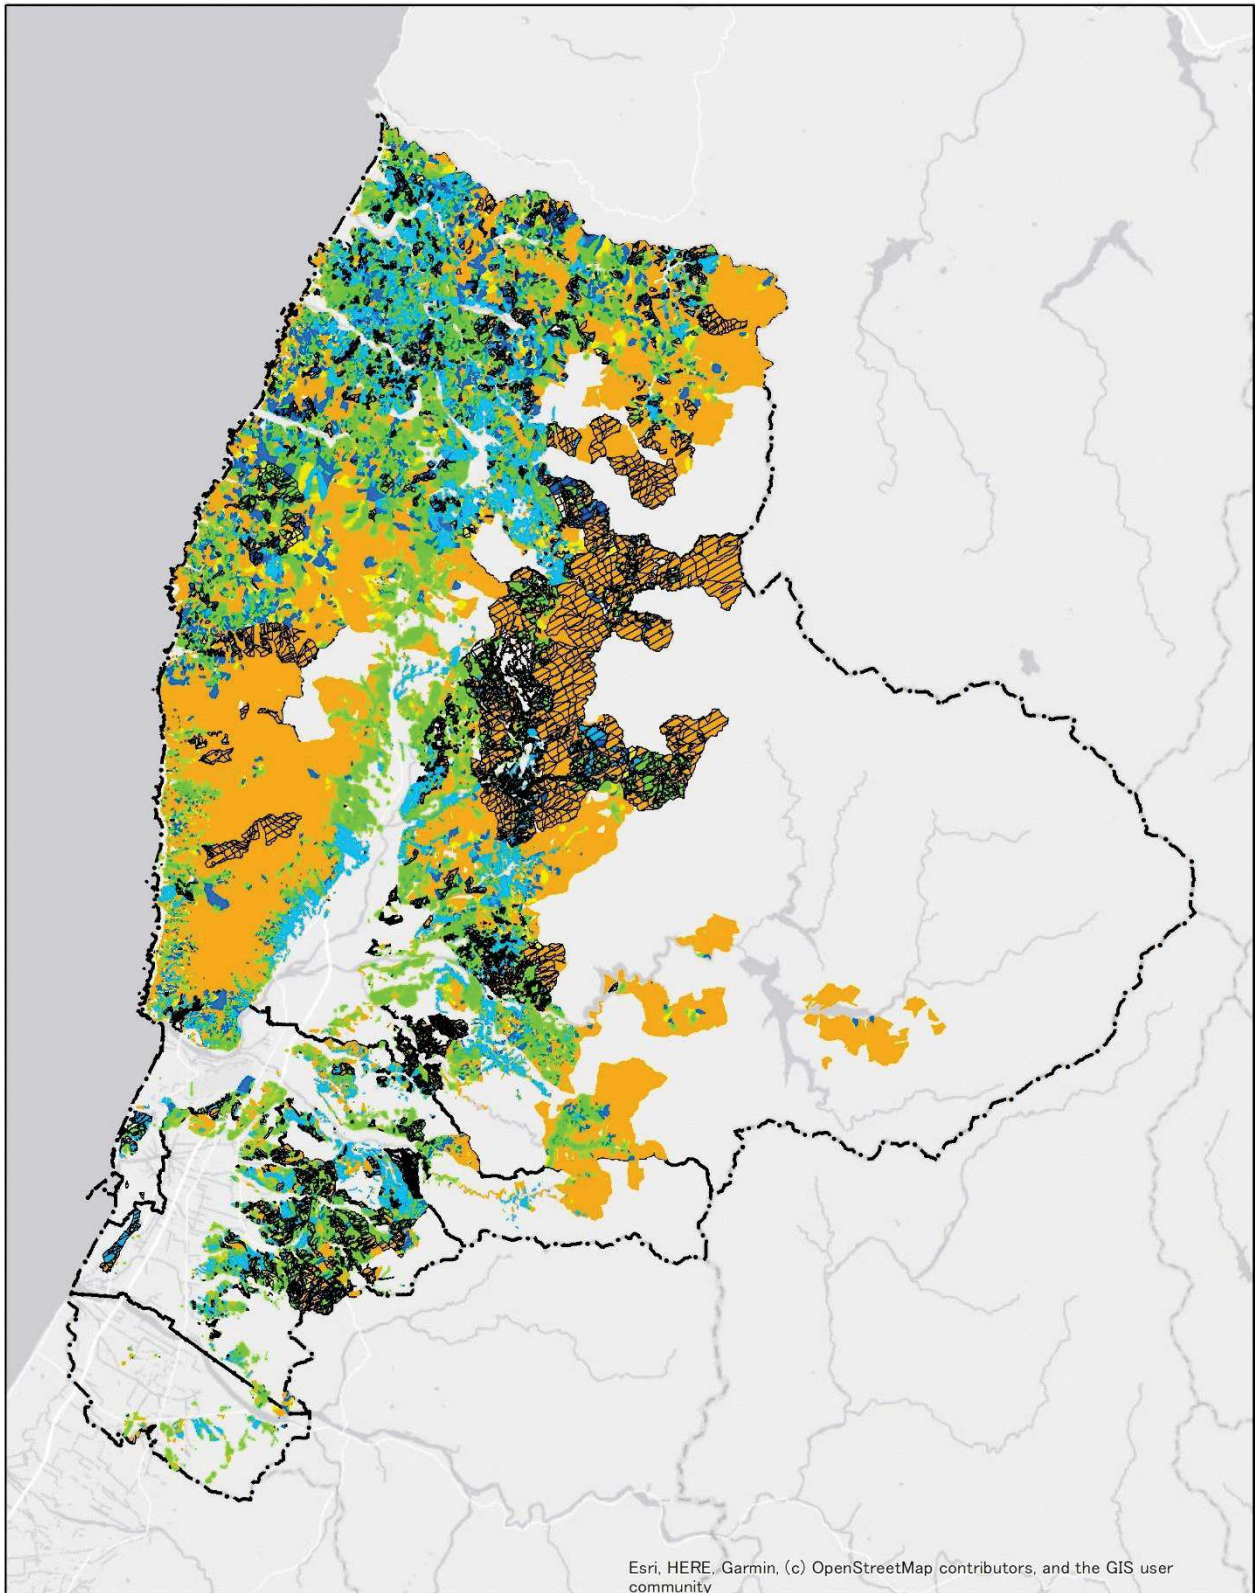 Esri, HERE, Garmin, (c) OpenStreetMap contributors, and the GIS user
community